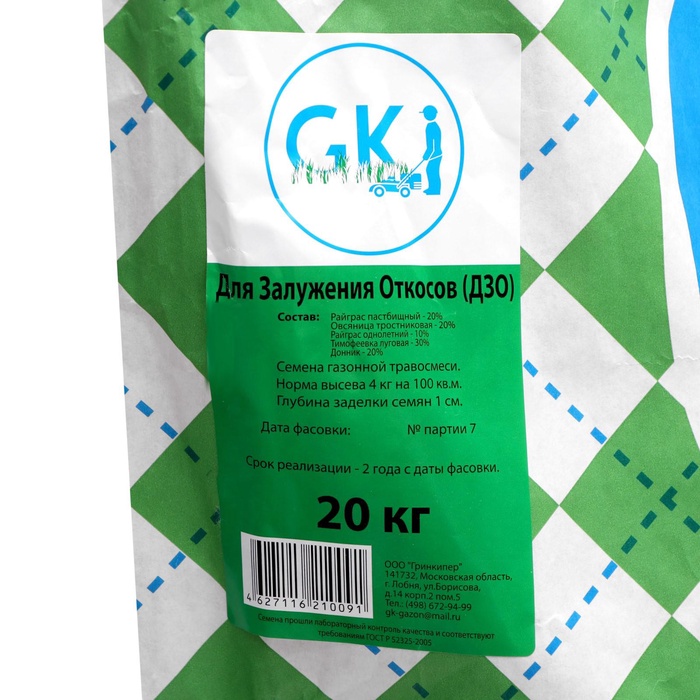 GK
Для Залужения Откосов (ДЗО)
Состав: Райграс пастбищный - 20%
Овсяница тростниковая - 20%
Райграс однолетний - 10%
Тимофеевка луговая - 30%
Донник - 20%
Семена газонной травосмеси.
Норма высева 4 кг на 100 кв.м.
Глубина заделки семян 1 см.
Дата фасовки: № партии 7
Срок реализации - 2 года с даты фасовки.
20 кг
4 627116 210091
ООО "Гринкипер"
141732, Московская область,
г. Лобня, ул.Борисова,
д.14 корп.2 пом.5
Тел.: (498) 672-94-99
gk-gazon@mail.ru
Семена прошли лабораторный контроль качества и соответствуют
требованиям ГОСТ Р 52325-2005